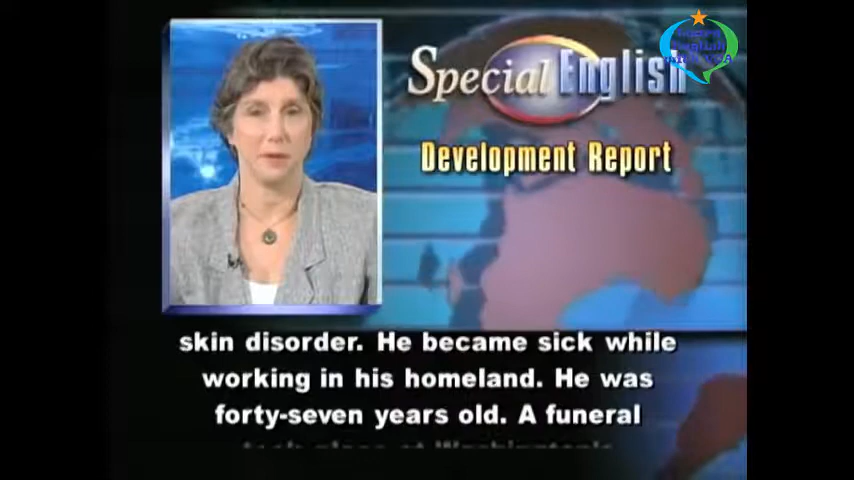 Special English
Development Report
skin disorder. He became sick while
working in his homeland. He was
forty-seven years old. A funeral